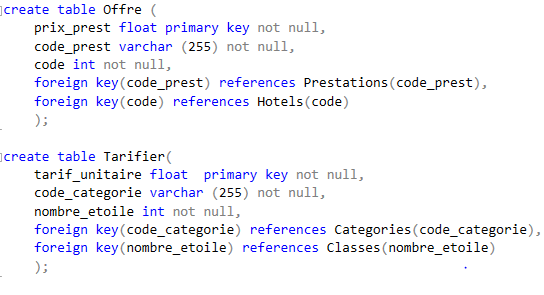 create table Offre (
prix_prest float primary key not null,
code_prest varchar (255) not null,
code int not null,
foreign key(code_prest) references Prestations(code_prest),
foreign key(code) references Hotels(code)
);
create table Tarifier(
tarif_unitaire float  primary key not null,
code_categorie varchar (255) not null,
nombre_etoile int not null,
foreign key(code_categorie) references Categories(code_categorie),
foreign key(nombre_etoile) references Classes(nombre_etoile)
);